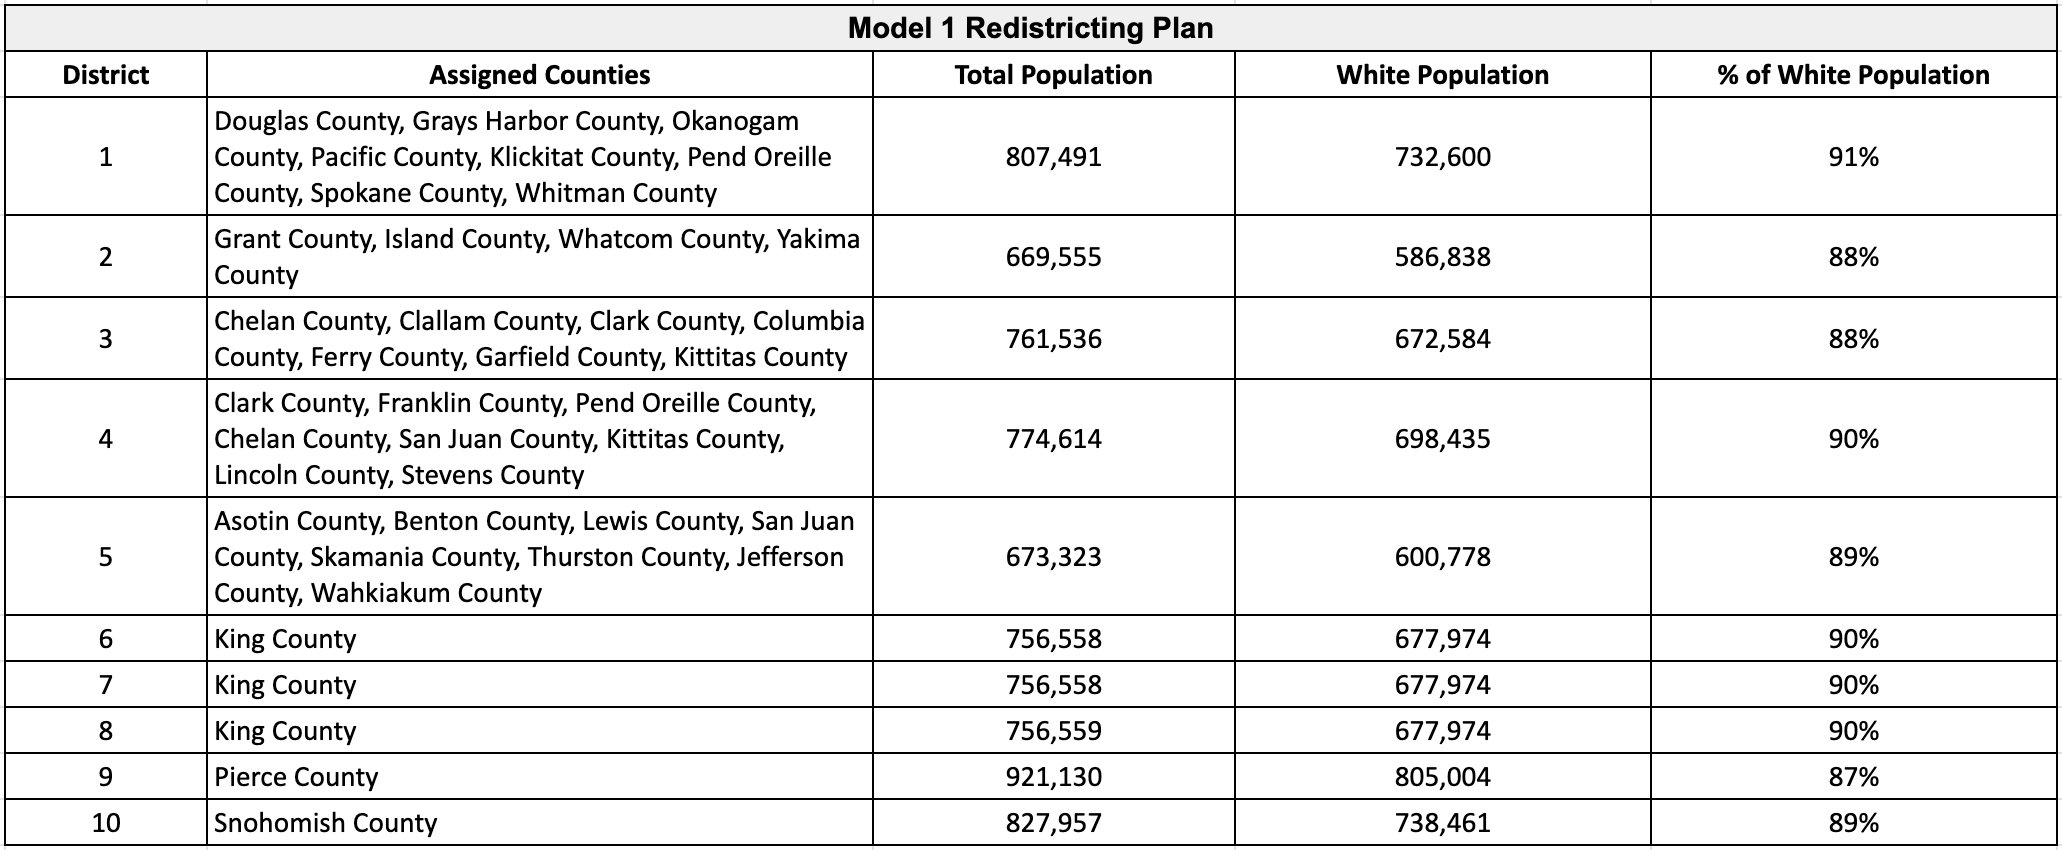 Model 1 Redistricting Plan
District Assigned Counties Total Population White Population % of White Population
Douglas County, Grays Harbor County, Okanogam
1 County, Pacific County, Klickitat County, Pend Oreille 807,491 732,600 91%
County, Spokane County, Whitman County
Grant County, Island County, Whatcom County, Yakima
2 669,555 586,838 88%
County
Chelan County, Clallam County, Clark County, Columbia
3 761,536 672,584 88%
County, Ferry County, Garfield County, Kittitas County
Clark County, Franklin County, Pend Oreille County,
4 Chelan County, San Juan County, Kittitas County, 774,614 698,435 90%
Lincoln County, Stevens County
Asotin County, Benton County, Lewis County, San Juan
5 County, Skamania County, Thurston County, Jefferson 673,323 600,778 89%
County, Wahkiakum County
6 King County 756,558 677,974 90%
7 King County 756,558 677,974 90%
8 King County 756,559 677,974 90%
9 Pierce County 921,130 805,004 87%
10 Snohomish County 827,957 738,461 89%